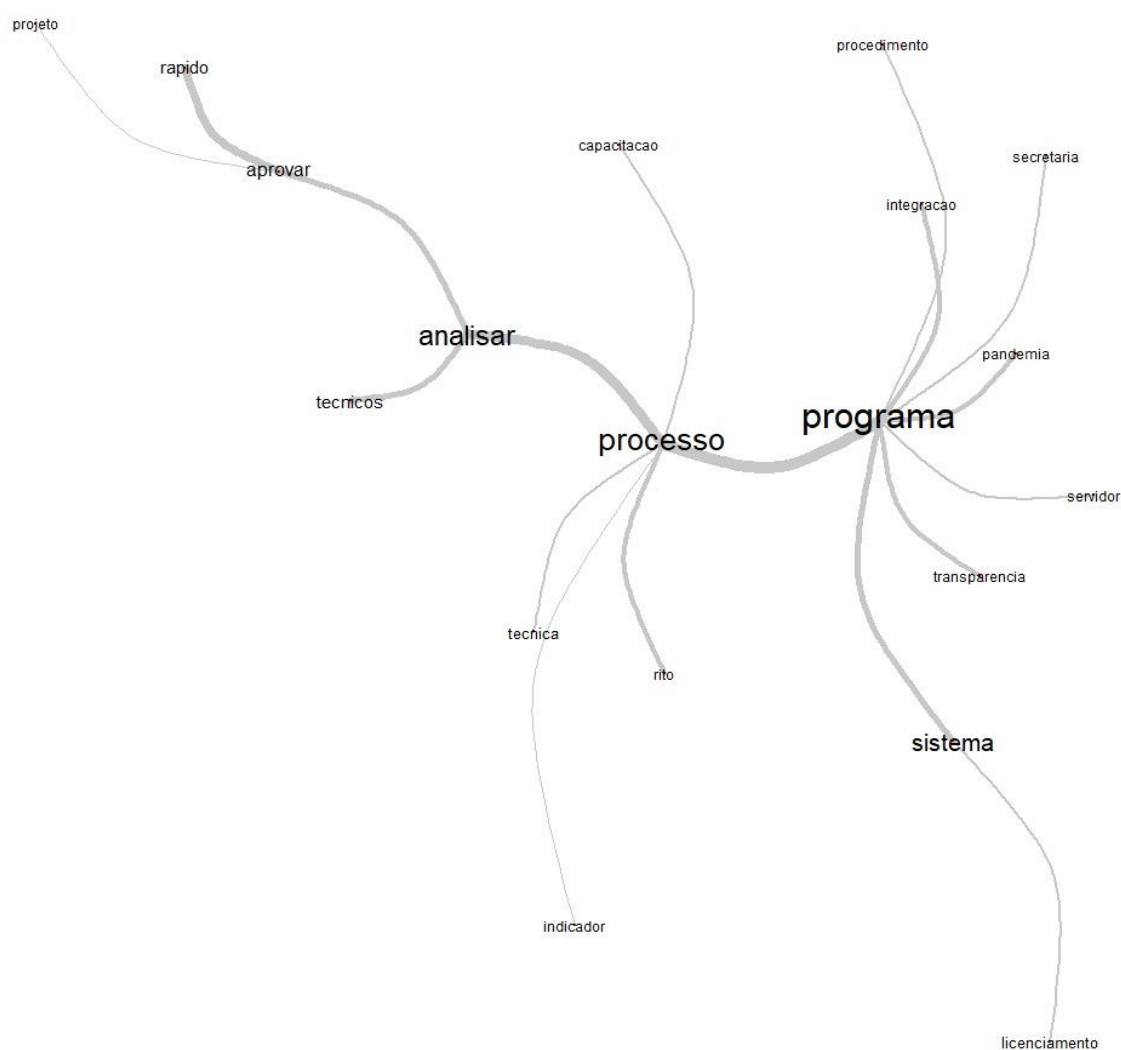 projeto
procedimento
rapido
capacitacao
secretaria
aprovar
integracao
analisar
pandemia
tecnicos
programa
processo
servidor
transparencia
tecnica
rito
sistema
indicador
licenciamento